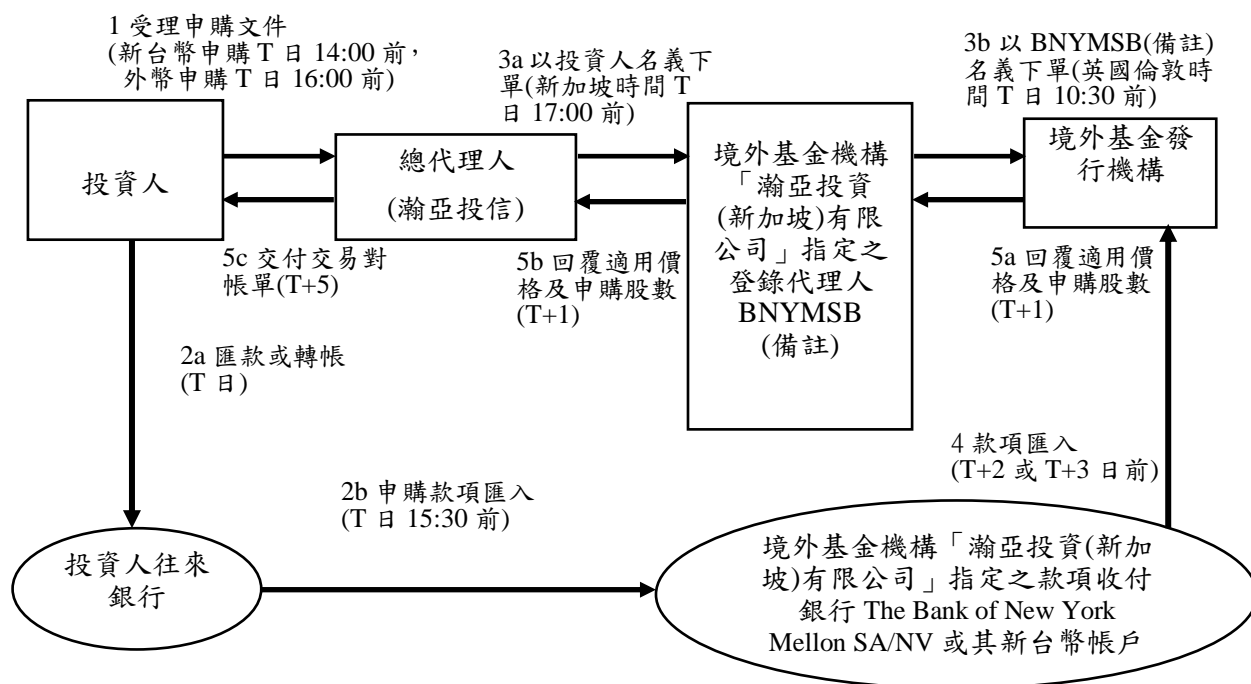 1 受理申購文件
(新台幣申購 T 日 14:00 前，
外幣申購 T 日 16:00 前)
3a 以投資人名義下
單(新加坡時間 T
日 17:00 前)
3b 以 BNYMSB(備註)
名義下單(英國倫敦時
間 T 日 10:30 前)
投資人
總代理人
(瀚亞投信)
境外基金機構
「瀚亞投資
(新加坡)有限
公司」指定之
登錄代理人
BNYMSB
(備註)
境外基金發
行機構
5c 交付交易對
帳單(T+5)
5b 回覆適用價
格及申購股數
(T+1)
5a 回覆適用價
格及申購股數
(T+1)
2a 匯款或轉帳
(T 日)
2b 申購款項匯入
(T 日 15:30 前)
4 款項匯入
(T+2 或 T+3 日前)
投資人往來
銀行
境外基金機構「瀚亞投資(新加
坡)有限公司」指定之款項收付
銀行 The Bank of New York
Mellon SA/NV 或其新台幣帳戶